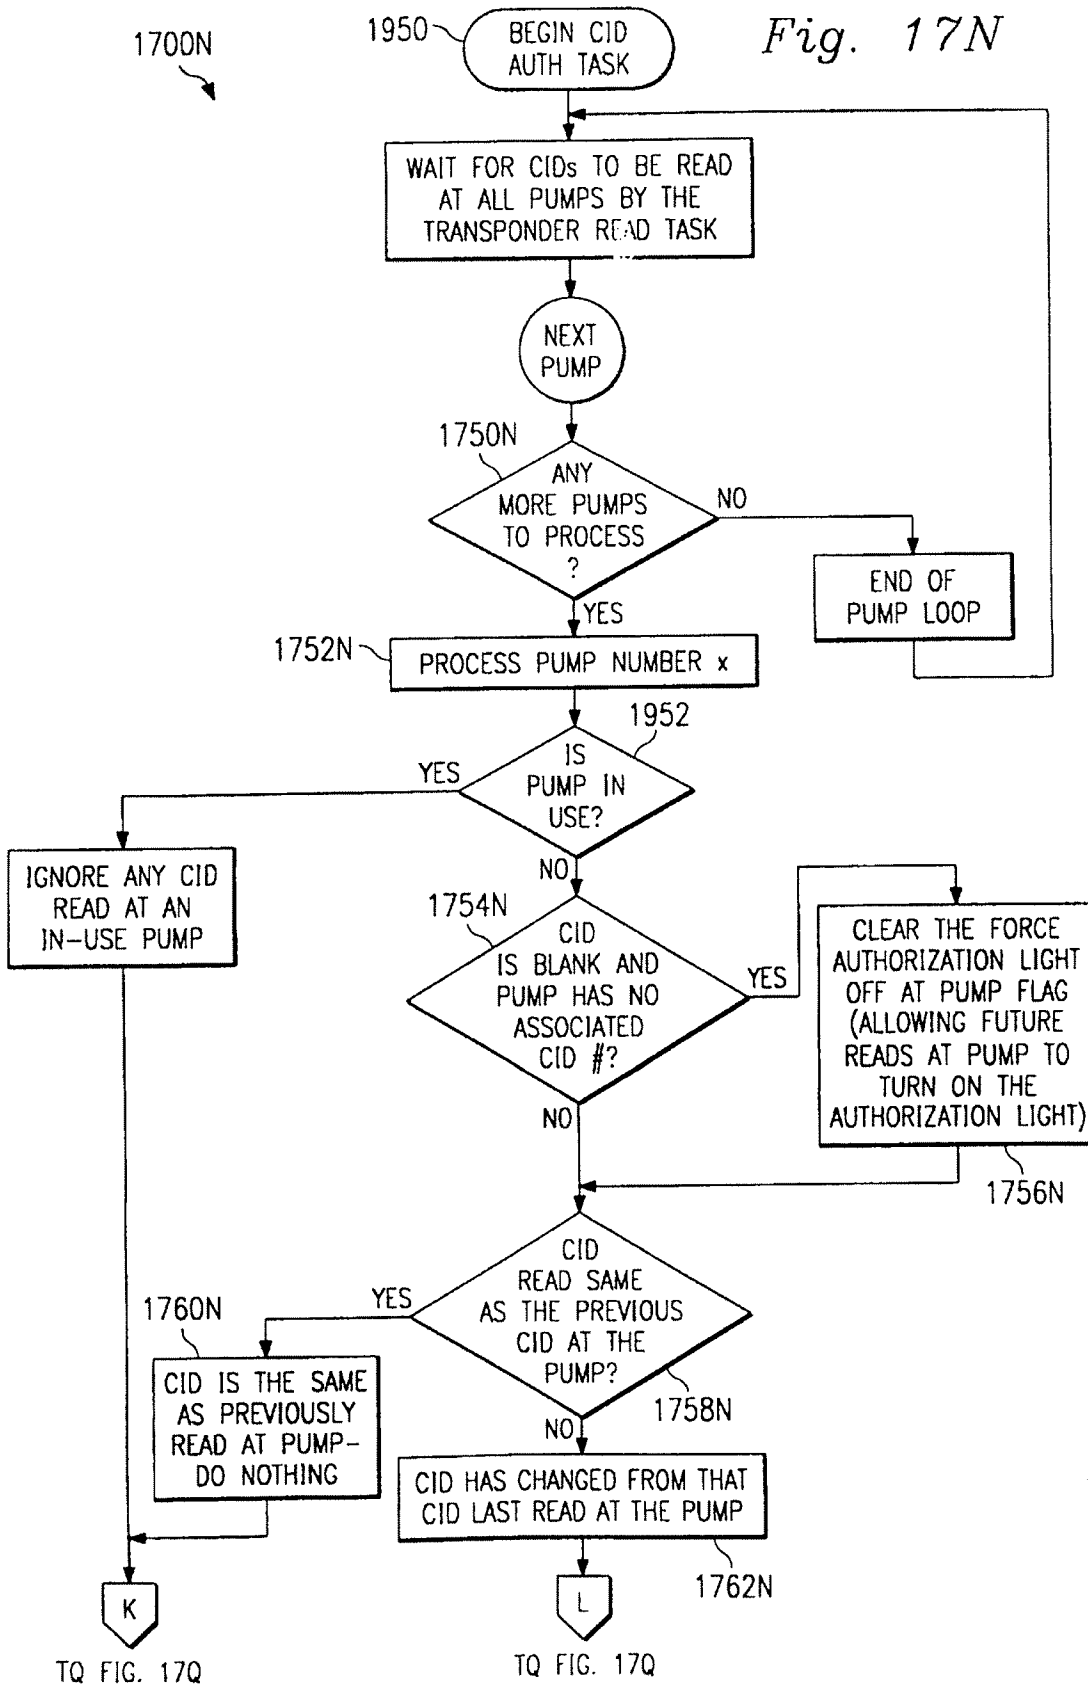 Fig. 17N
1700N
1950
BEGIN CID
AUTH TASK
WAIT FOR CIDs TO BE READ
AT ALL PUMPS BY THE
TRANSPONDER READ TASK
NEXT
PUMP
1750N
ANY
MORE PUMPS
TO PROCESS
?
NO
END OF
PUMP LOOP
YES
1752N
PROCESS PUMP NUMBER x
1952
IS
PUMP IN
USE?
YES
IGNORE ANY CID
READ AT AN
IN-USE PUMP
NO
1754N
CID
IS BLANK AND
PUMP HAS NO
ASSOCIATED
CID #?
YES
CLEAR THE FORCE
AUTHORIZATION LIGHT
OFF AT PUMP FLAG
(ALLOWING FUTURE
READS AT PUMP TO
TURN ON THE
AUTHORIZATION LIGHT)
1756N
NO
CID
READ SAME
AS THE PREVIOUS
CID AT THE
PUMP?
1758N
YES
1760N
CID IS THE SAME
AS PREVIOUSLY
READ AT PUMP-
DO NOTHING
NO
CID HAS CHANGED FROM THAT
CID LAST READ AT THE PUMP
1762N
K
TQ FIG. 17Q
L
TQ FIG. 17Q